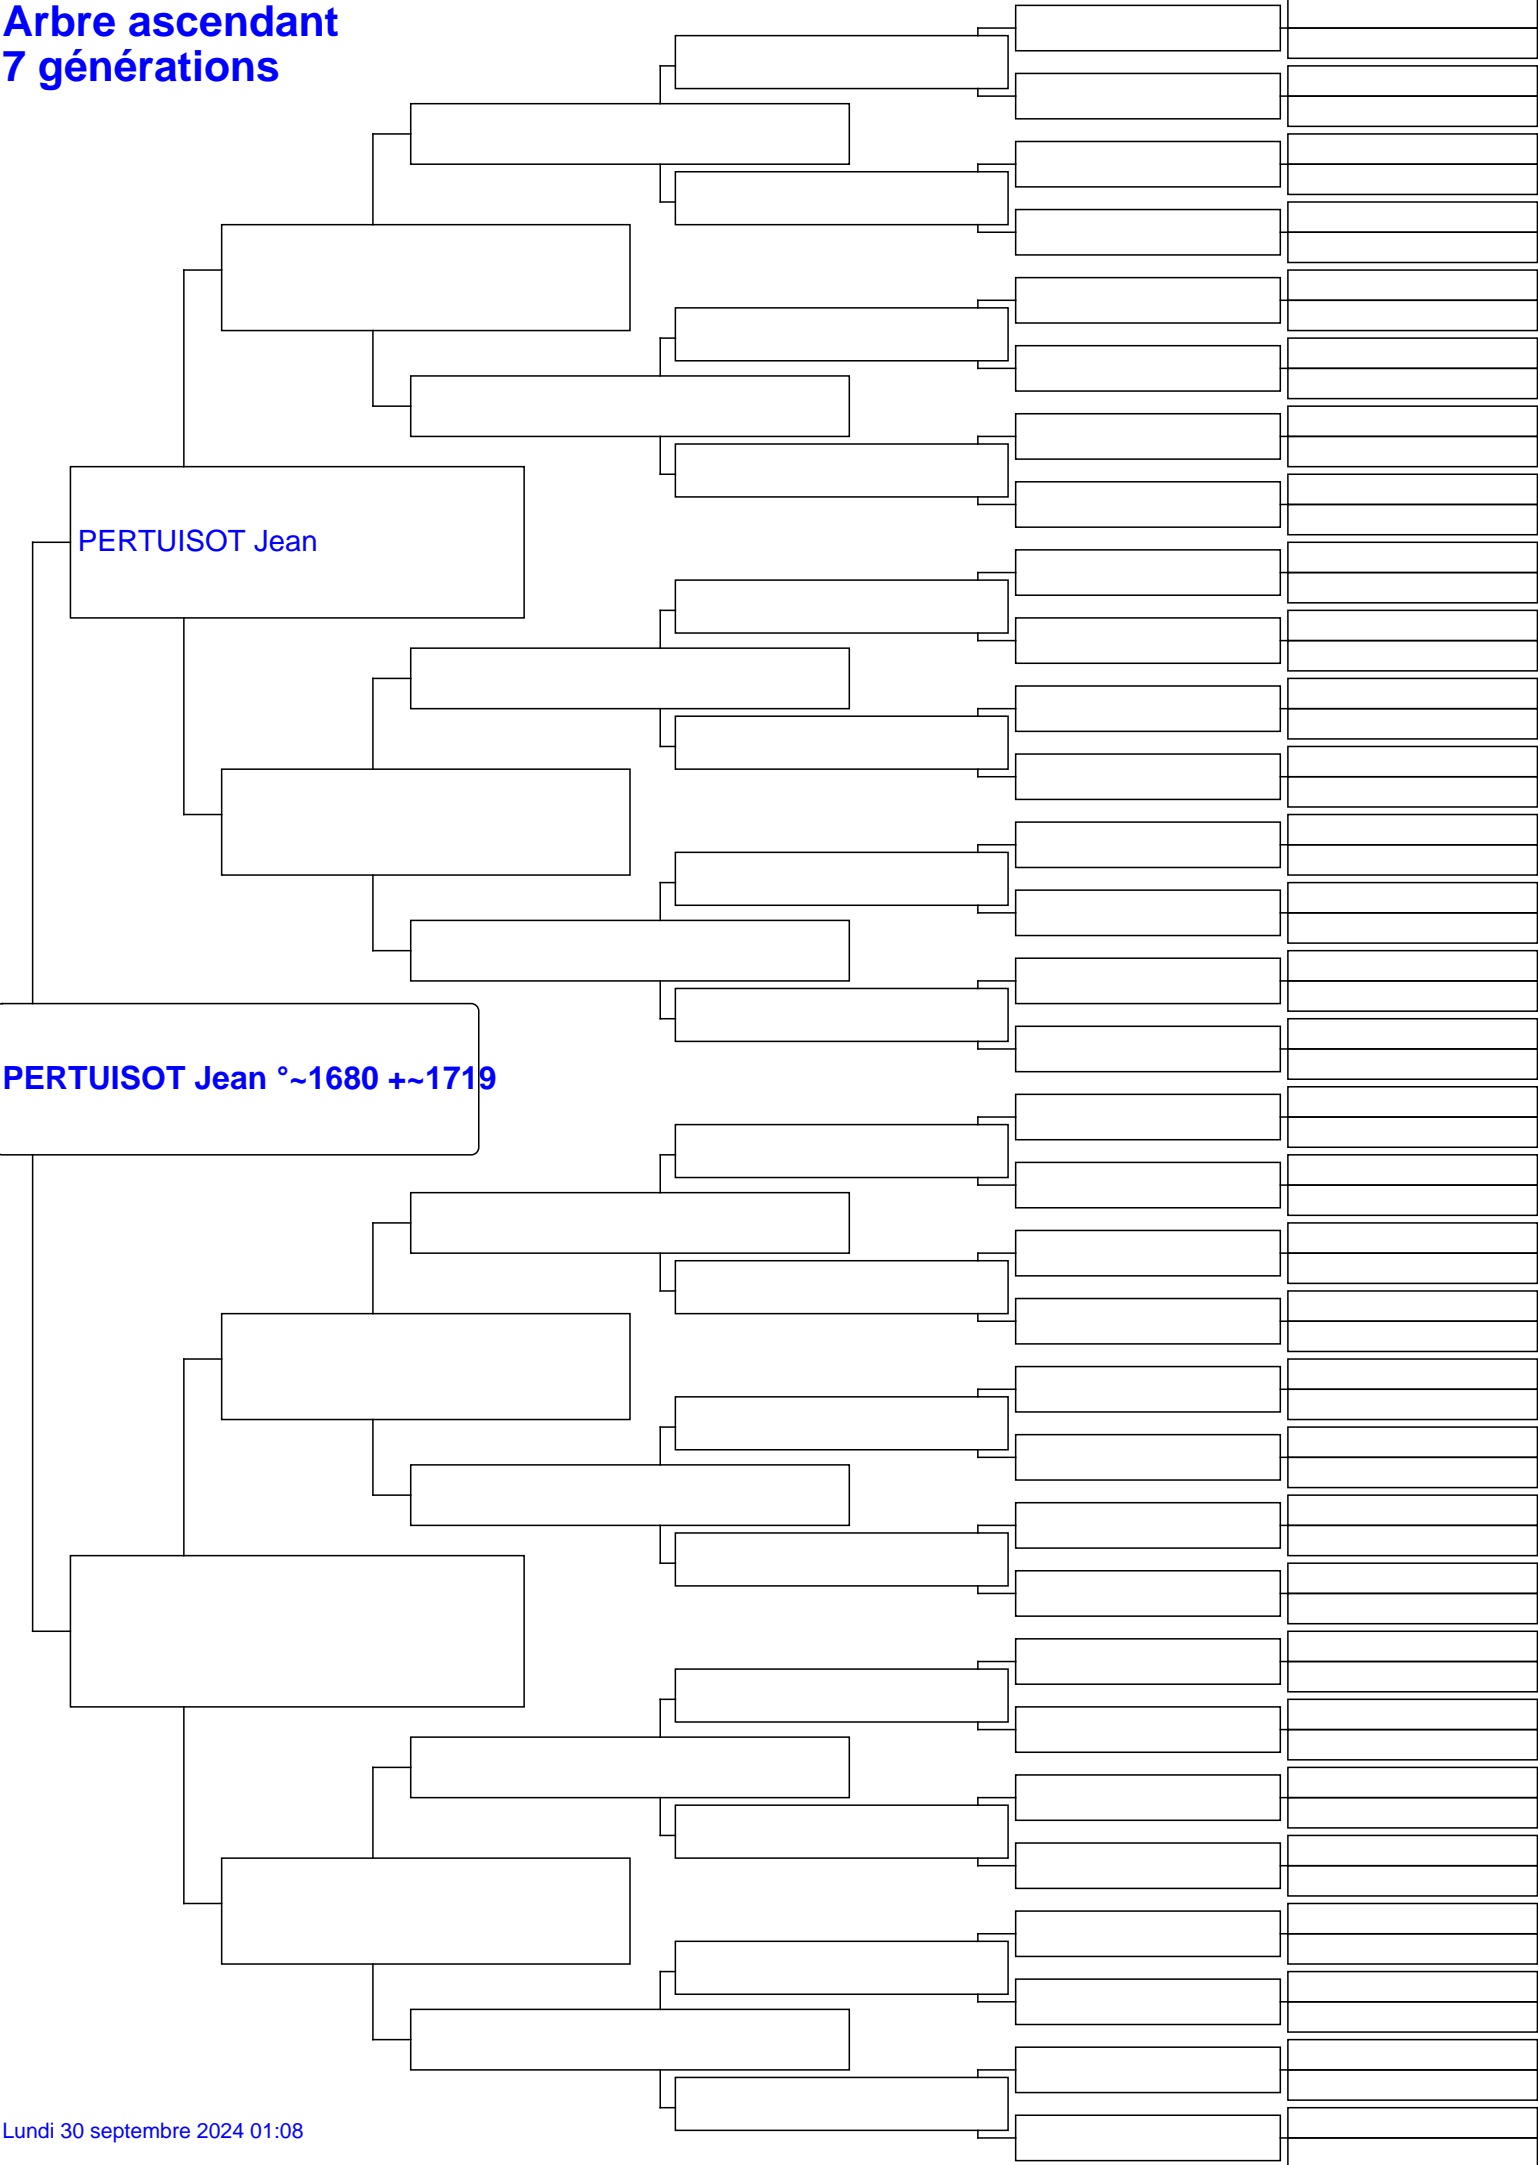 Arbre ascendant
7 générations
PERTUISOT Jean
PERTUISOT Jean °~1680 +~1719
Lundi 30 septembre 2024 01:08